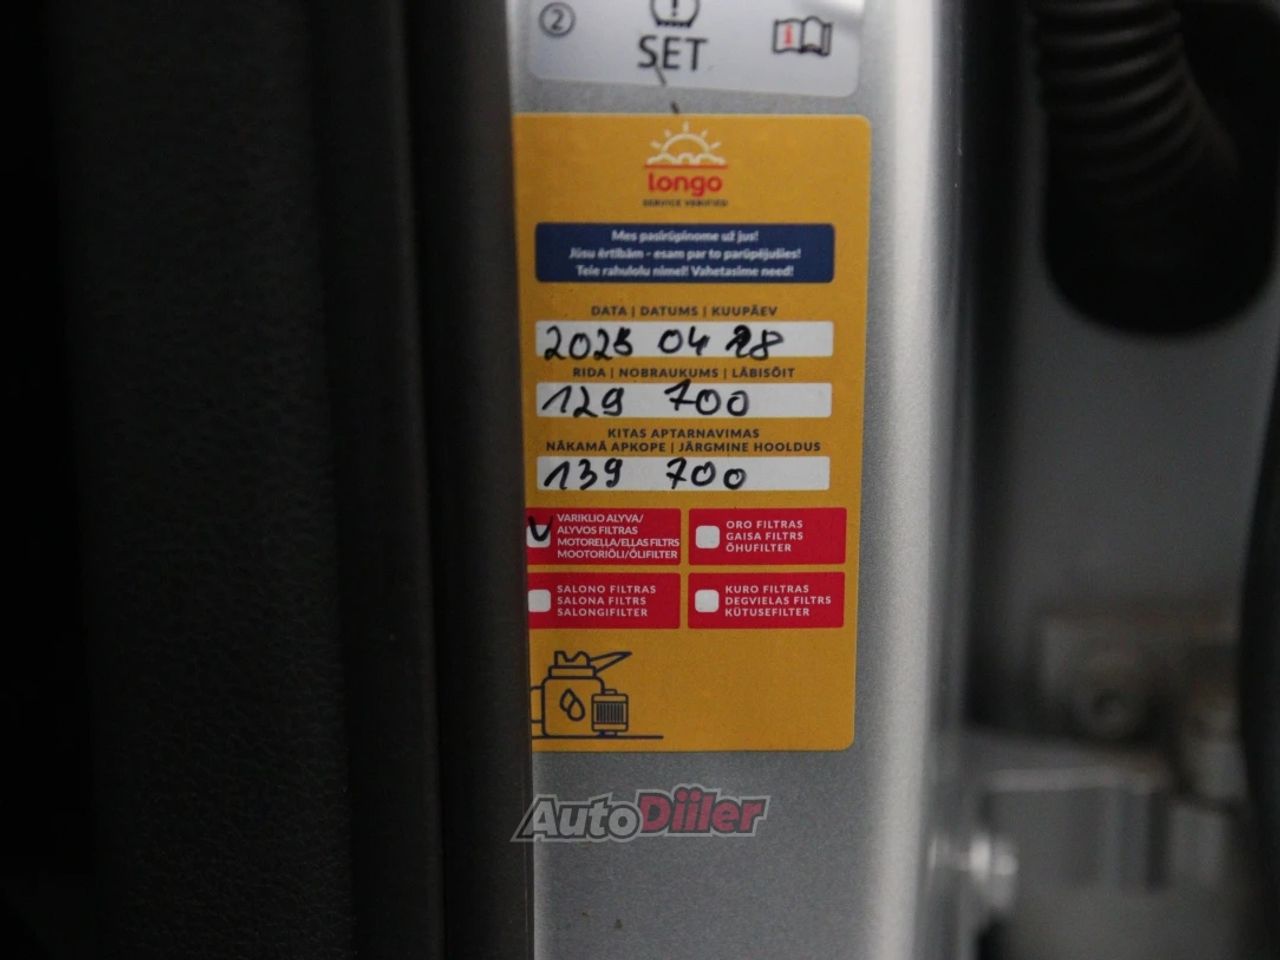 2
!
SET
i
longo
SERVICE VERIFIED
Mes pasirūpinome už jus!
Jūsu ērtībām - esam par to parūpējušies!
Teie rahulolu nimel! Vahetasime need!
DATA | DATUMS | KUUPÄEV
2025 04 28
RIDA | NOBRAUKUMS | LÄBISÕIT
129 700
KITAS APTARNAVIMAS
NĀKAMĀ APKOPE | JÄRGMINE HOOLDUS
139 700
VARIKLIO ALYVA/
ALYVOS FILTRAS
MOTOREĻĻA/EĻĻAS FILTRS
MOOTORIÕLI/ÕLIFILTER
ORO FILTRAS
GAISA FILTRS
ÕHUFILTER
SALONO FILTRAS
SALONA FILTRS
SALONGIFILTER
KURO FILTRAS
DEGVIELAS FILTRS
KÜTUSEFILTER
AutoDiiler